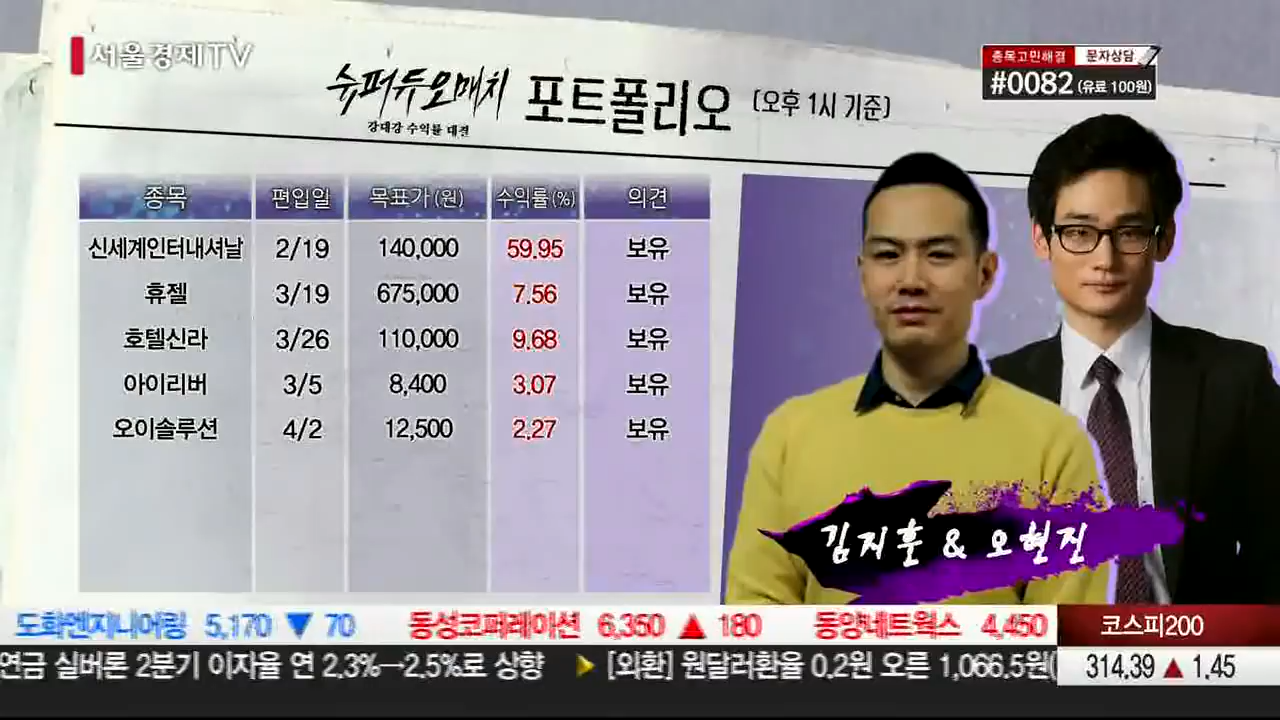 서울경제TV
종목고민해결 문자상담
#0082 (유료 100원)
슈퍼듀오매치
강대강 수익률 대결
포트폴리오 [오후 1시 기준]
종목 편입일 목표가(원) 수익률(%) 의견
신세계인터내셔날 2/19 140,000 59.95 보유
휴젤 3/19 675,000 7.56 보유
호텔신라 3/26 110,000 9.68 보유
아이리버 3/5 8,400 3.07 보유
오이솔루션 4/2 12,500 2.27 보유
김지훈 & 오현진
도화엔지니어링 5,170 ▼ 70 동성코퍼레이션 6,360 ▲ 180 동양네트웍스 4,450
코스피200
연금 실버론 2분기 이자율 연 2.3%→2.5%로 상향 ▶ [외환] 원달러환율 0.2원 오른 1,066.5원(
314.39 ▲ 1.45